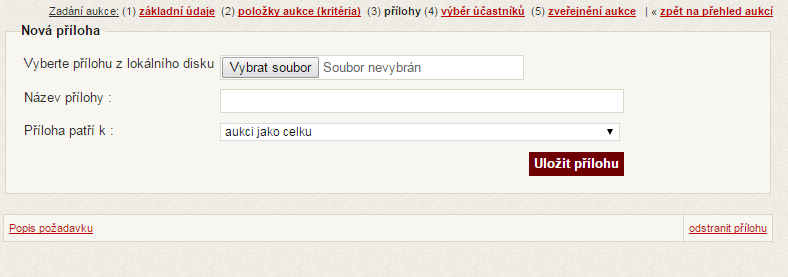 Zadání aukce: (1) základní údaje (2) položky aukce (kritéria) (3) přílohy (4) výběr účastníků (5) zveřejnění aukce | « zpět na přehled aukcí
Nová příloha
Vyberte přílohu z lokálního disku Vybrat soubor Soubor nevybrán
Název přílohy :
Příloha patří k : aukci jako celku
Uložit přílohu
Popis požadavku odstranit přílohu